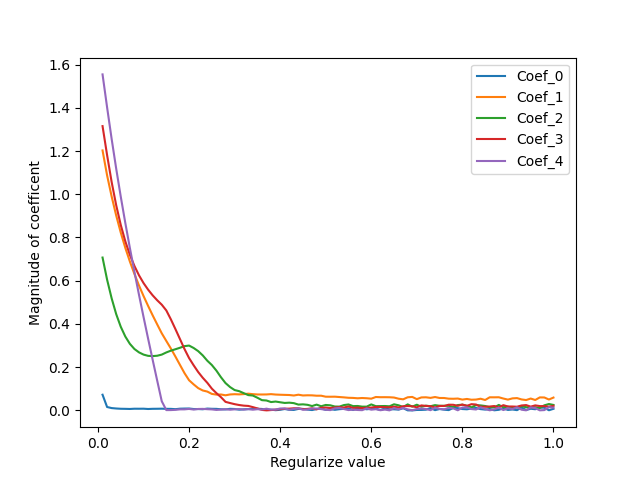 1.6
1.4
1.2
1.0
0.8
0.6
0.4
0.2
0.0
Magnitude of coefficent
0.0 0.2 0.4 0.6 0.8 1.0
Regularize value
Coef_0
Coef_1
Coef_2
Coef_3
Coef_4